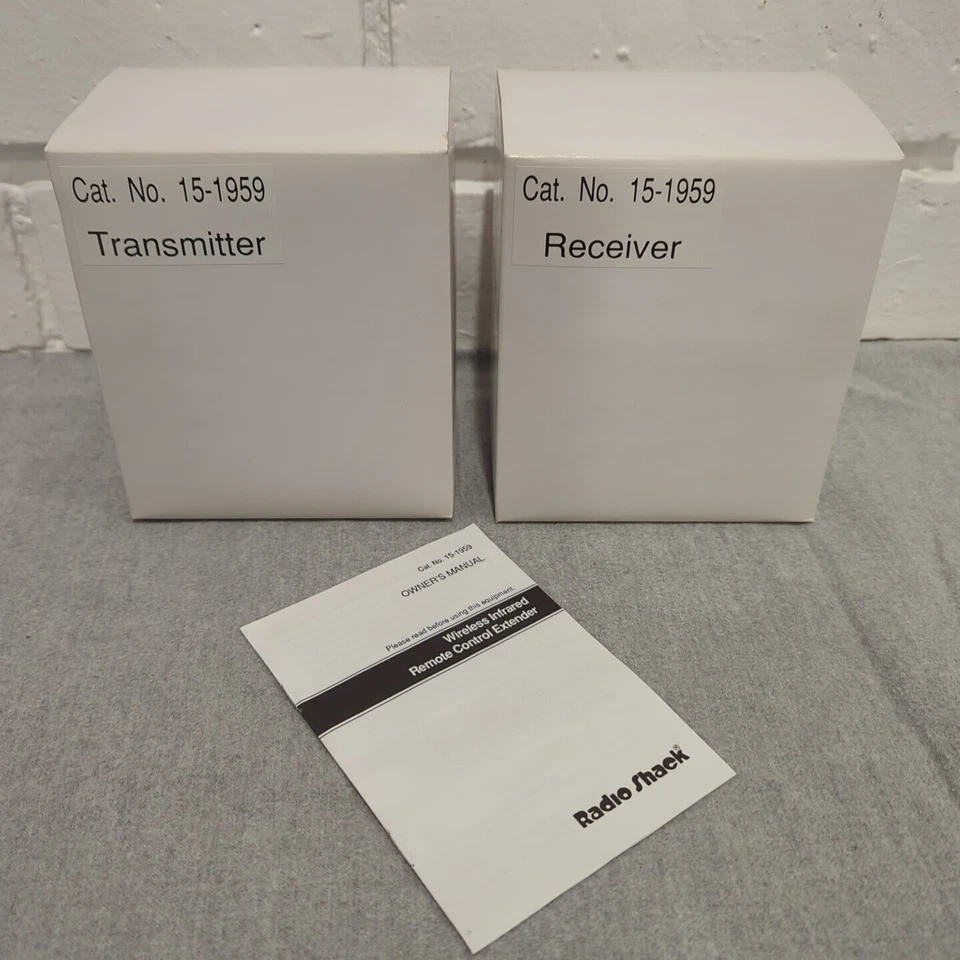 Cat. No. 15-1959
Transmitter
Cat. No. 15-1959
Receiver
Cat. No. 15-1959
OWNER'S MANUAL
Please read before using this equipment.
Wireless Infrared
Remote Control Extender
Radio Shack®